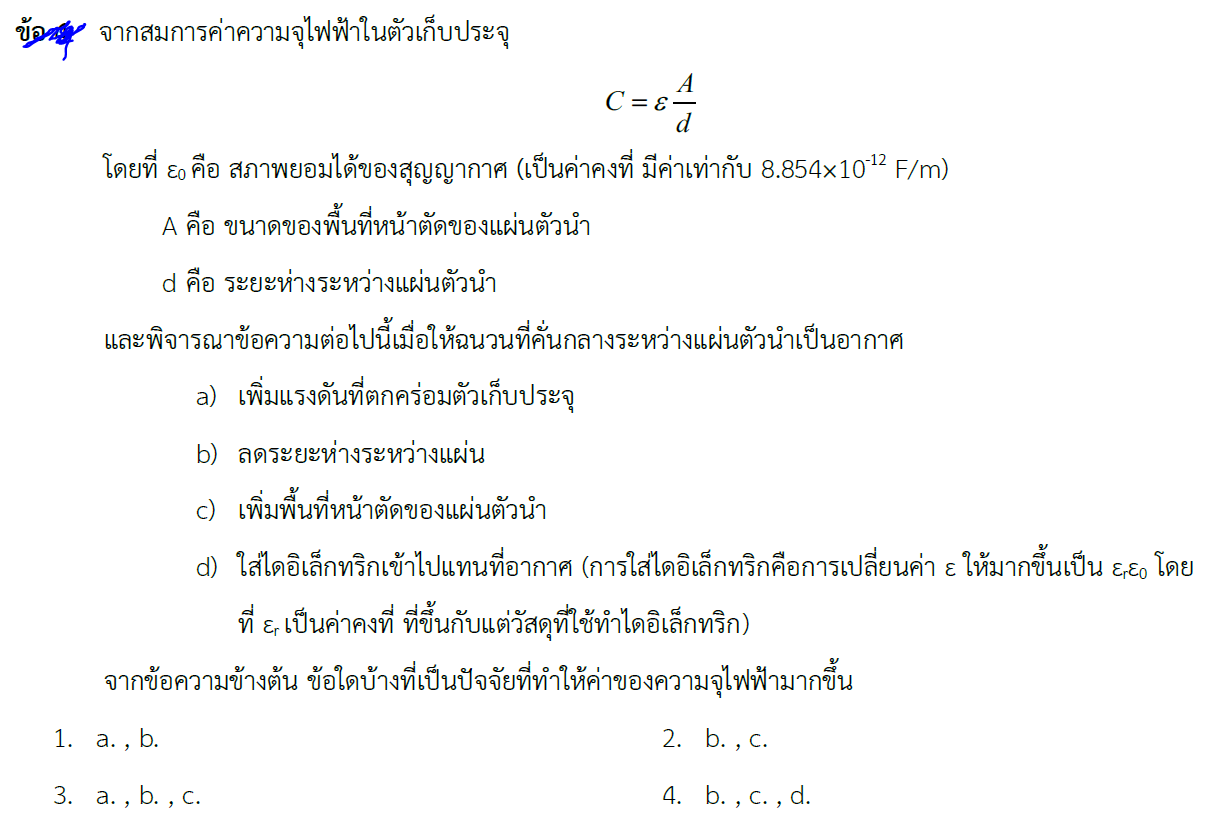 ข้อ จากสมการค่าความจุไฟฟ้าในตัวเก็บประจุ
C = ε A/d
โดยที่ ε₀ คือ สภาพยอมได้ของสุญญากาศ (เป็นค่าคงที่ มีค่าเท่ากับ 8.854×10⁻¹² F/m)
A คือ ขนาดของพื้นที่หน้าตัดของแผ่นตัวนำ
d คือ ระยะห่างระหว่างแผ่นตัวนำ
และพิจารณาข้อความต่อไปนี้เมื่อให้ฉนวนที่คั่นกลางระหว่างแผ่นตัวนำเป็นอากาศ
a) เพิ่มแรงดันที่ตกคร่อมตัวเก็บประจุ
b) ลดระยะห่างระหว่างแผ่น
c) เพิ่มพื้นที่หน้าตัดของแผ่นตัวนำ
d) ใส่ไดอิเล็กทริกเข้าไปแทนที่อากาศ (การใส่ไดอิเล็กทริกคือการเปลี่ยนค่า ε ให้มากขึ้นเป็น εᵣε₀ โดย
ที่ εᵣ เป็นค่าคงที่ ที่ขึ้นกับแต่วัสดุที่ใช้ทำไดอิเล็กทริก)
จากข้อความข้างต้น ข้อใดบ้างที่เป็นปัจจัยที่ทำให้ค่าของความจุไฟฟ้ามากขึ้น
1. a. , b. 2. b. , c.
3. a. , b. , c. 4. b. , c. , d.